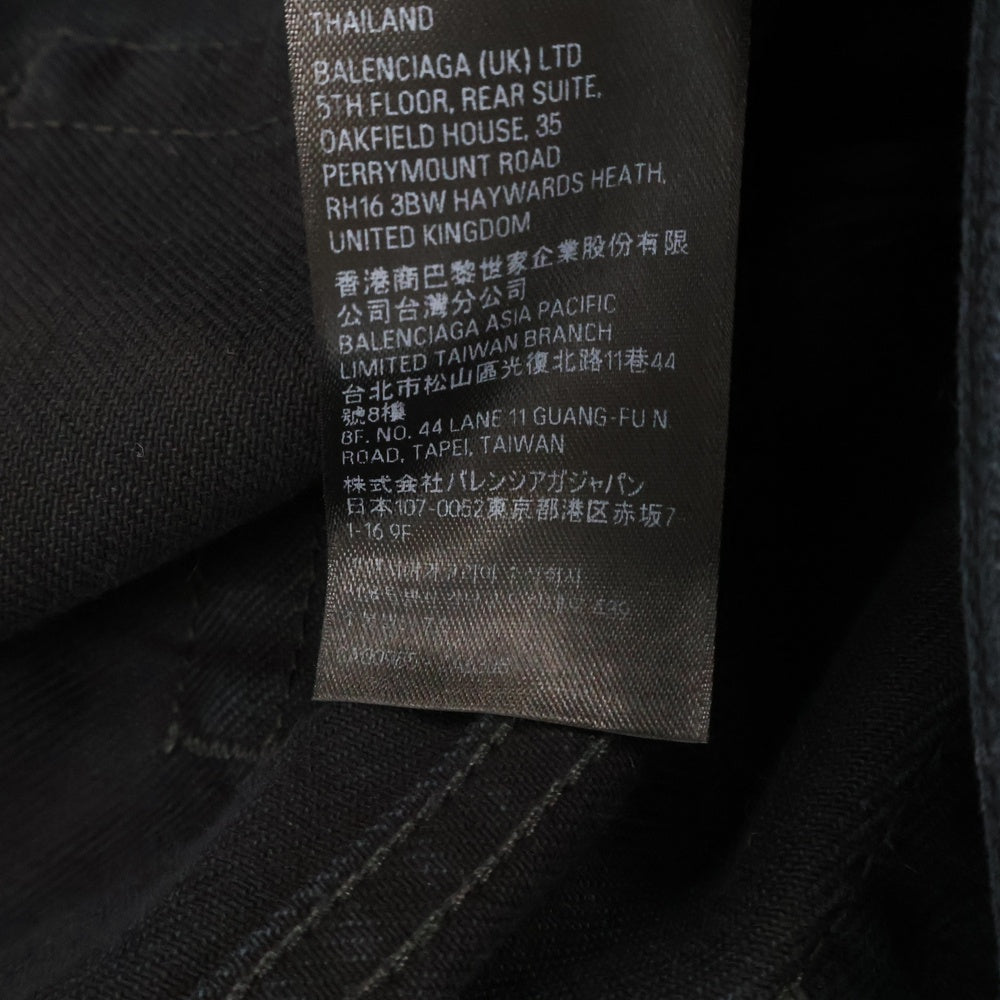 THAILAND
BALENCIAGA (UK) LTD
5TH FLOOR, REAR SUITE,
OAKFIELD HOUSE, 35
PERRYMOUNT ROAD
RH16 3BW HAYWARDS HEATH,
UNITED KINGDOM
香港商巴黎世家企業股份有限
公司台灣分公司
BALENCIAGA ASIA PACIFIC
LIMITED TAIWAN BRANCH
台北市松山區光復北路11巷44
號8樓
8F. NO. 44 LANE 11 GUANG-FU N.
ROAD, TAPEI, TAIWAN
株式会社バレンシアガジャパン
日本107-0052東京都港区赤坂7
1-16 9F